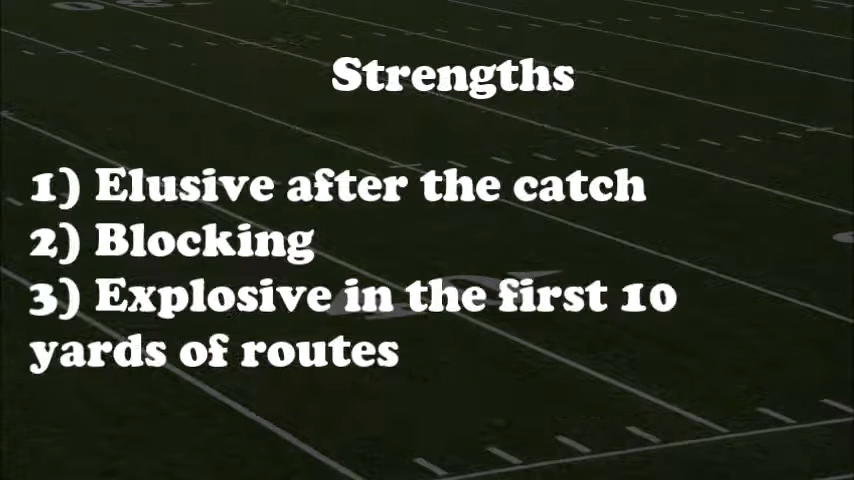 Strengths
1) Elusive after the catch
2) Blocking
3) Explosive in the first 10
yards of routes